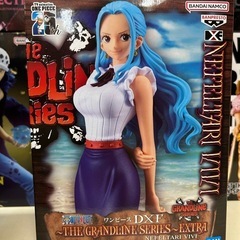 ONE PIECE
BANDAI NAMCO
BANPRESTO
NEFELTARI VIVI
GRANDLINE
ワンピース DXF
~THE GRANDLINE SERIES~EXTRA
NEFELTARI VIVI